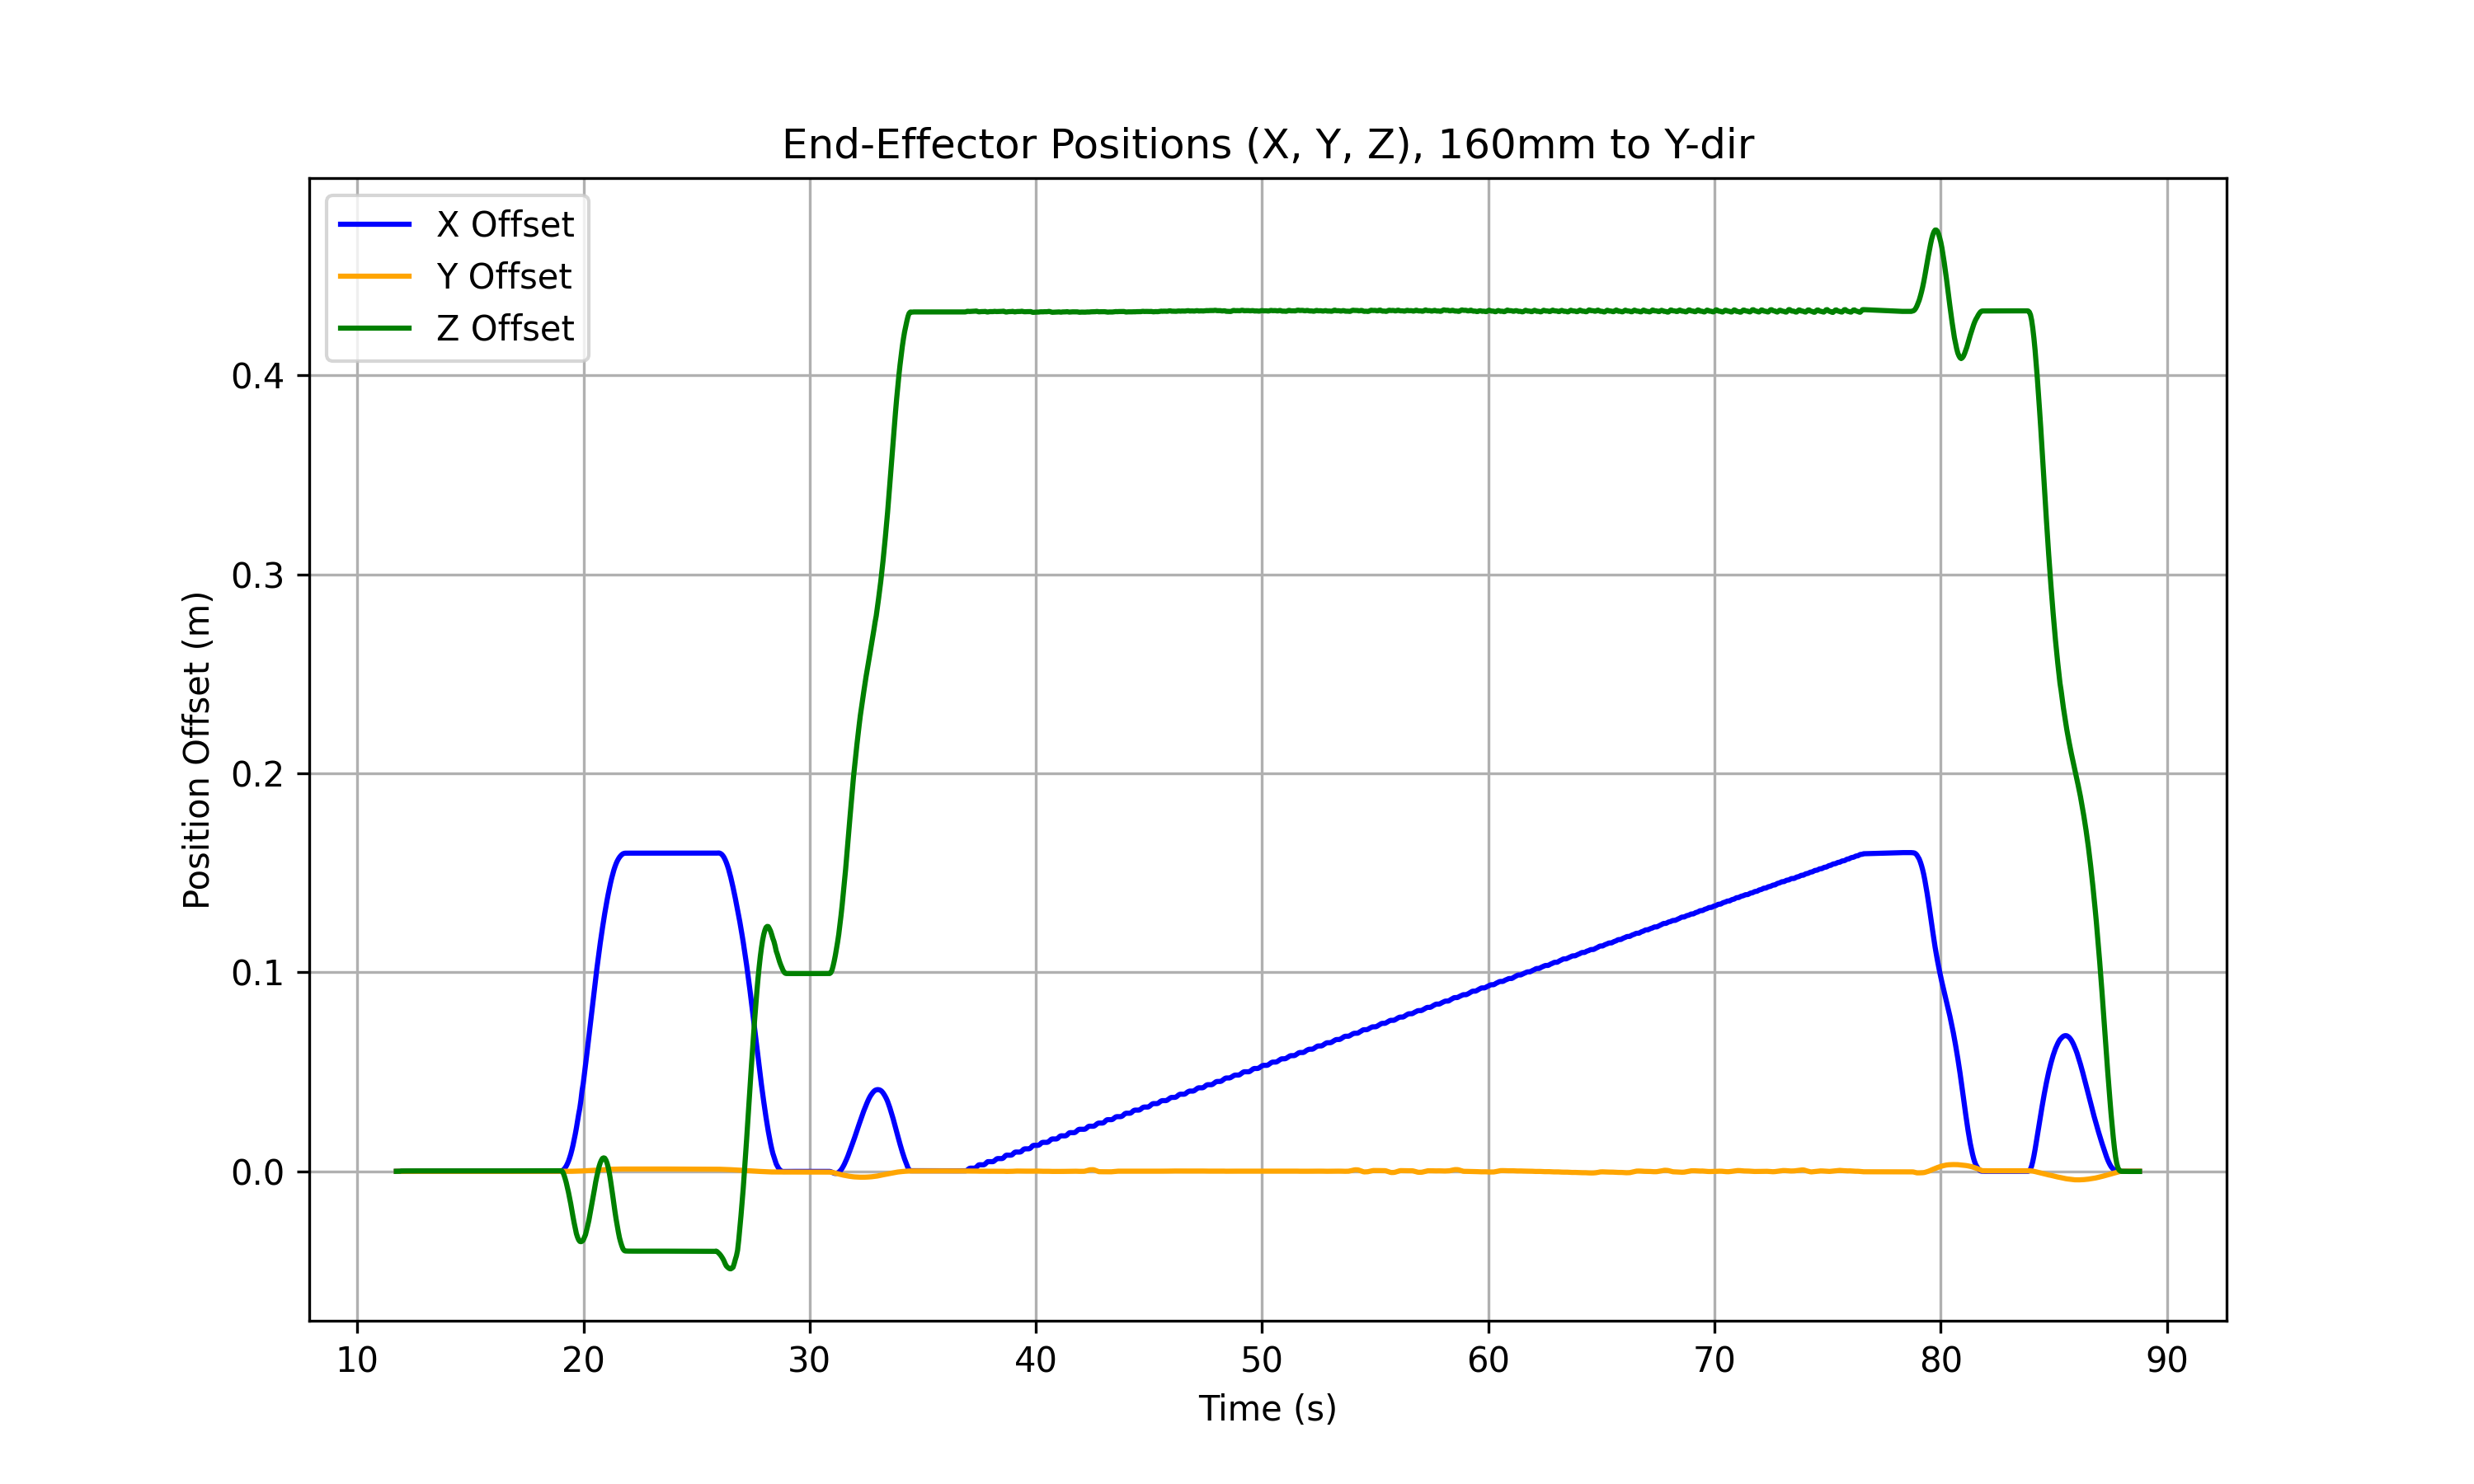 End-Effector Positions (X, Y, Z), 160mm to Y-dir
X Offset
Y Offset
Z Offset
Position Offset (m)
0.4
0.3
0.2
0.1
0.0
10 20 30 40 50 60 70 80 90
Time (s)